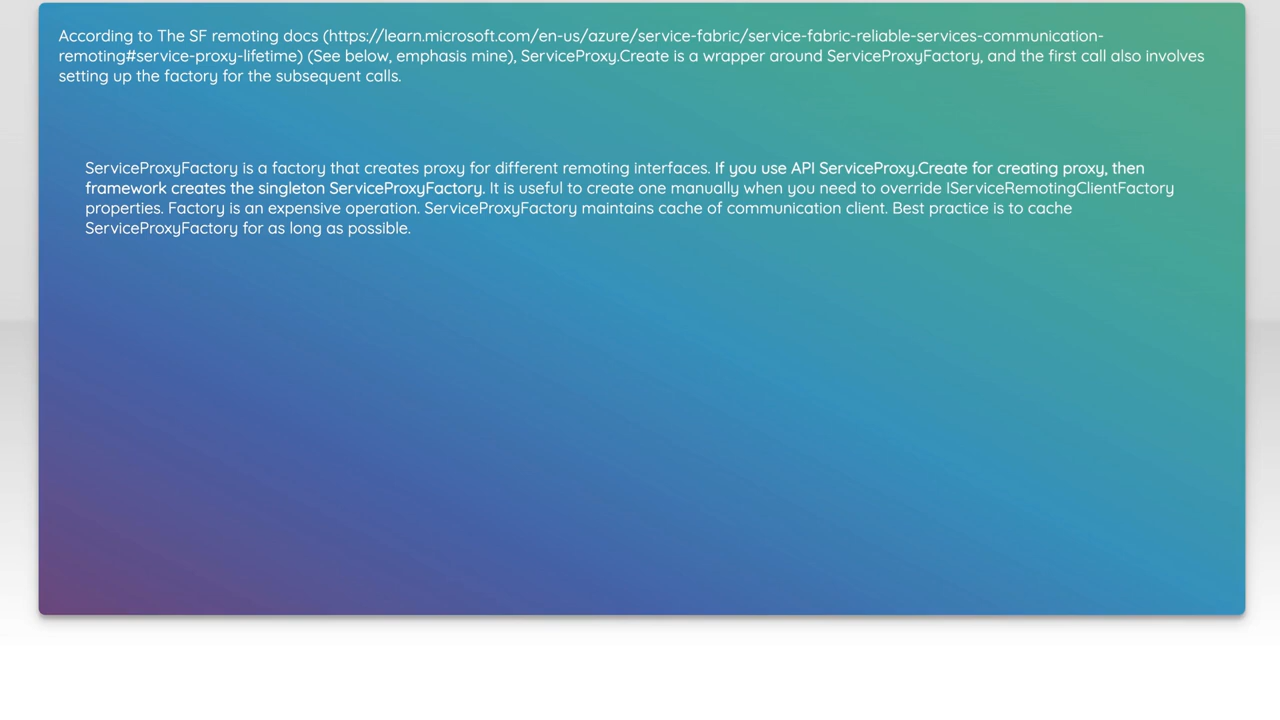 According to The SF remoting docs (https://learn.microsoft.com/en-us/azure/service-fabric/service-fabric-reliable-services-communication-
remoting#service-proxy-lifetime) (See below, emphasis mine), ServiceProxy.Create is a wrapper around ServiceProxyFactory, and the first call also involves
setting up the factory for the subsequent calls.
ServiceProxyFactory is a factory that creates proxy for different remoting interfaces. If you use API ServiceProxy.Create for creating proxy, then
framework creates the singleton ServiceProxyFactory. It is useful to create one manually when you need to override IServiceRemotingClientFactory
properties. Factory is an expensive operation. ServiceProxyFactory maintains cache of communication client. Best practice is to cache
ServiceProxyFactory for as long as possible.